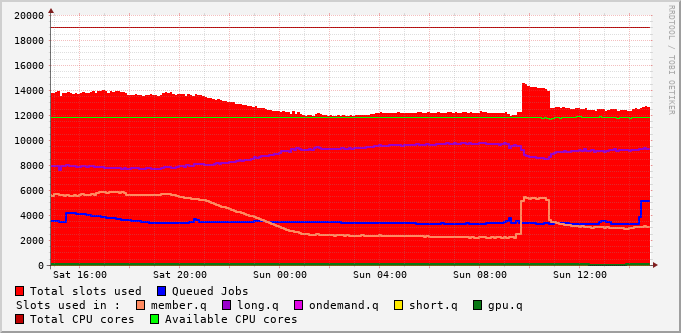 RRDTOOL / TOBI OETIKER
20000
18000
16000
14000
12000
10000
8000
6000
4000
2000
0
Sat 16:00 Sat 20:00 Sun 00:00 Sun 04:00 Sun 08:00 Sun 12:00
Total slots used Queued Jobs
Slots used in : member.q long.q ondemand.q short.q gpu.q
Total CPU cores Available CPU cores